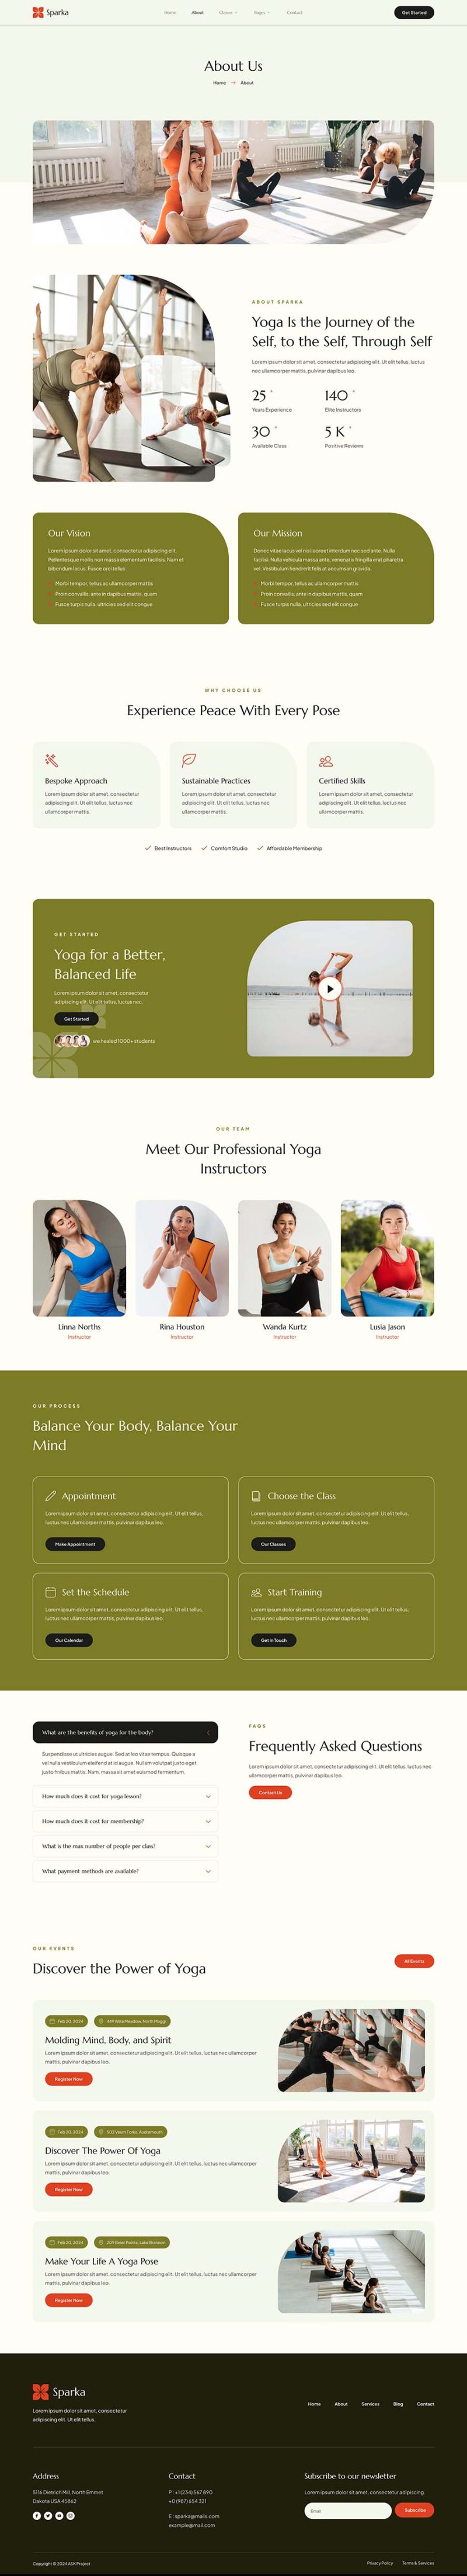 Sparka
Home About Classes Pages Contact
Get Started
About Us
Home → About
ABOUT SPARKA
Yoga Is the Journey of the
Self, to the Self, Through Self
Lorem ipsum dolor sit amet, consectetur adipiscing elit. Ut elit tellus, luctus
nec ullamcorper mattis, pulvinar dapibus leo.
25 +
Years Experience
140 +
Elite Instructors
30 +
Available Class
5 K +
Positive Reviews
Our Vision
Lorem ipsum dolor sit amet, consectetur adipiscing elit.
Pellentesque mollis non massa elementum facilisis. Nam et
bibendum lacus. Fusce orci tellus
Morbi tempor, tellus ac ullamcorper mattis
Proin convallis, ante in dapibus mattis, quam
Fusce turpis nulla, ultricies sed elit congue
Our Mission
Donec vitae lacus vel nisi laoreet interdum nec sed ante. Nulla
facilisi. Nulla vehicula massa ante, venenatis fringilla erat pharetra
vel. Vestibulum hendrerit felis at accumsan gravida.
Morbi tempor, tellus ac ullamcorper mattis
Proin convallis, ante in dapibus mattis, quam
Fusce turpis nulla, ultricies sed elit congue
WHY CHOOSE US
Experience Peace With Every Pose
Bespoke Approach
Lorem ipsum dolor sit amet, consectetur
adipiscing elit. Ut elit tellus, luctus nec
ullamcorper mattis.
Sustainable Practices
Lorem ipsum dolor sit amet, consectetur
adipiscing elit. Ut elit tellus, luctus nec
ullamcorper mattis.
Certified Skills
Lorem ipsum dolor sit amet, consectetur
adipiscing elit. Ut elit tellus, luctus nec
ullamcorper mattis.
Best Instructors Comfort Studio Affordable Membership
GET STARTED
Yoga for a Better,
Balanced Life
Lorem ipsum dolor sit amet, consectetur
adipiscing elit. Ut elit tellus, luctus nec.
Get Started
we healed 1000+ students
OUR TEAM
Meet Our Professional Yoga
Instructors
Linna Norths
Instructor
Rina Houston
Instructor
Wanda Kurtz
Instructor
Lusia Jason
Instructor
OUR PROCESS
Balance Your Body, Balance Your
Mind
Appointment
Lorem ipsum dolor sit amet, consectetur adipiscing elit. Ut elit tellus,
luctus nec ullamcorper mattis, pulvinar dapibus leo.
Make Appointment
Choose the Class
Lorem ipsum dolor sit amet, consectetur adipiscing elit. Ut elit tellus,
luctus nec ullamcorper mattis, pulvinar dapibus leo.
Our Classes
Set the Schedule
Lorem ipsum dolor sit amet, consectetur adipiscing elit. Ut elit tellus,
luctus nec ullamcorper mattis, pulvinar dapibus leo.
Our Calendar
Start Training
Lorem ipsum dolor sit amet, consectetur adipiscing elit. Ut elit tellus,
luctus nec ullamcorper mattis, pulvinar dapibus leo.
Get in Touch
What are the benefits of yoga for the body?
Suspendisse ut ultricies augue. Sed at leo vitae tempus. Quisque a
vel nulla vestibulum eleifend at id augue. Nullam volutpat justo eget
justo finibus mattis. Nam. massa sit amet euismod fermentum.
How much does it cost for yoga lesson?
How much does it cost for membership?
What is the max number of people per class?
What payment methods are available?
FAQS
Frequently Asked Questions
Lorem ipsum dolor sit amet, consectetur adipiscing elit. Ut elit tellus, luctus nec
ullamcorper mattis, pulvinar dapibus leo.
Contact Us
OUR EVENTS
Discover the Power of Yoga
All Events
Feb 20, 2024
Molding Mind, Body, and Spirit
Lorem ipsum dolor sit amet, consectetur adipiscing elit. Ut elit tellus, luctus nec ullamcorper
mattis, pulvinar dapibus leo.
Register Now
Feb 20, 2024
Discover The Power Of Yoga
Lorem ipsum dolor sit amet, consectetur adipiscing elit. Ut elit tellus, luctus nec ullamcorper
mattis, pulvinar dapibus leo.
Register Now
Feb 20, 2024
Make Your Life A Yoga Pose
Lorem ipsum dolor sit amet, consectetur adipiscing elit. Ut elit tellus, luctus nec ullamcorper
mattis, pulvinar dapibus leo.
Register Now
Sparka
Lorem ipsum dolor sit amet, consectetur
adipiscing elit. Ut elit tellus.
Home About Services Blog Contact
Address
5116 Dietrich Mill, North Emmet
Dakota USA 45862
Contact
P : +1 (234) 567 890
+0 (987) 654 321
E : sparka@mails.com
example@mail.com
Subscribe to our newsletter
Lorem ipsum dolor sit amet, consectetur adipiscing.
Email
Subscribe
Copyright © 2024 ASK Project
Privacy Policy Terms & Services